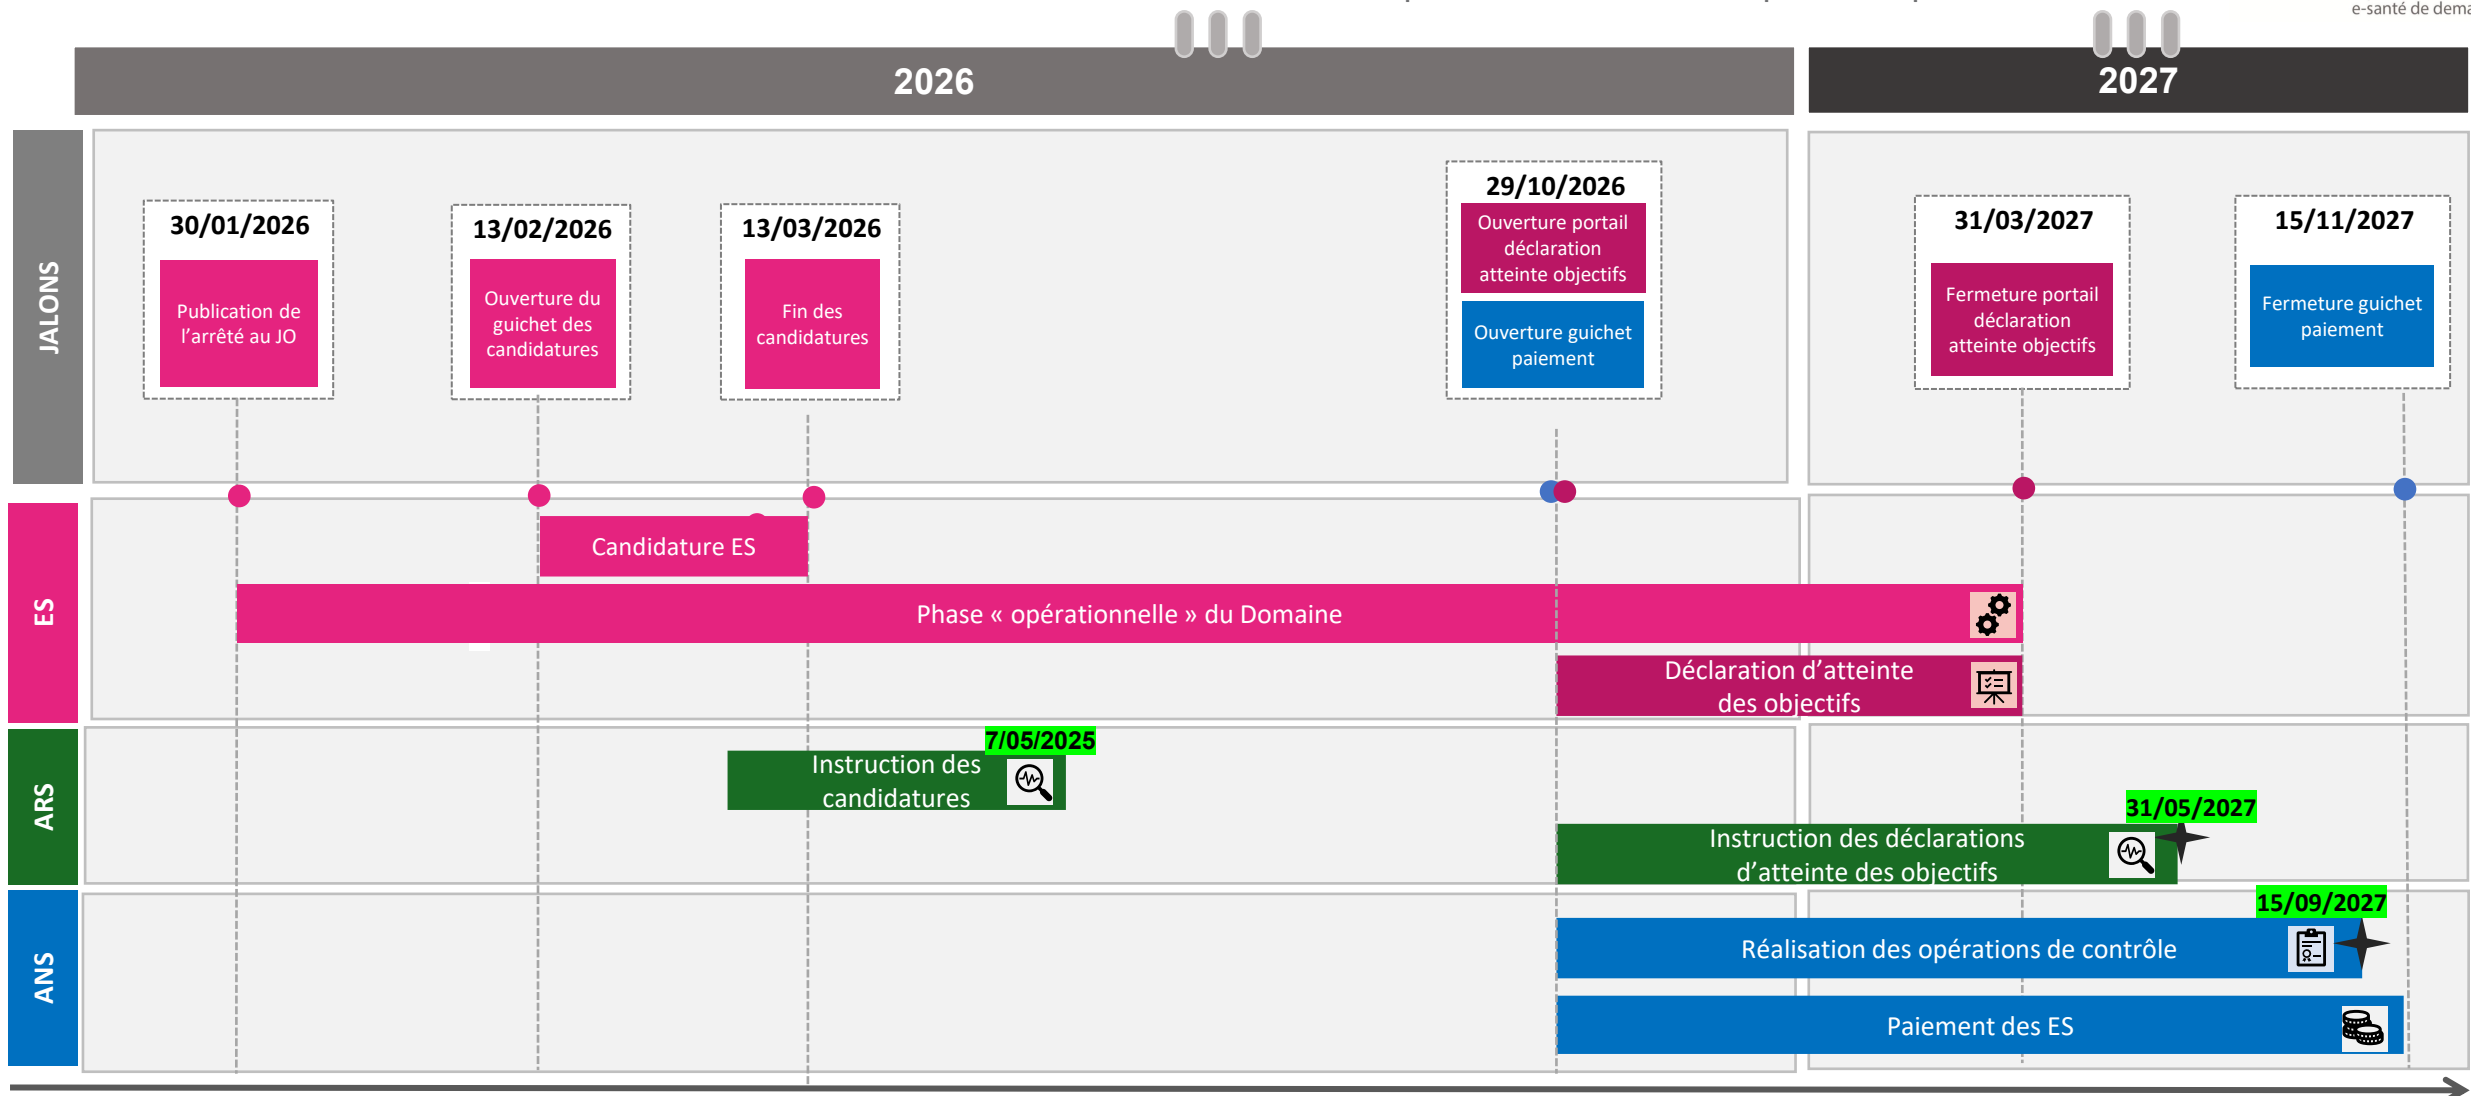 e-santé de dema
2026
2027
JALONS
30/01/2026
Publication de
l'arrêté au JO
13/02/2026
Ouverture du
guichet des
candidatures
13/03/2026
Fin des
candidatures
29/10/2026
Ouverture portail
déclaration
atteinte objectifs
Ouverture guichet
paiement
31/03/2027
Fermeture portail
déclaration
atteinte objectifs
15/11/2027
Fermeture guichet
paiement
ES
Candidature ES
Phase « opérationnelle » du Domaine
Déclaration d'atteinte
des objectifs
ARS
7/05/2025
Instruction des
candidatures
31/05/2027
Instruction des déclarations
d'atteinte des objectifs
ANS
15/09/2027
Réalisation des opérations de contrôle
Paiement des ES